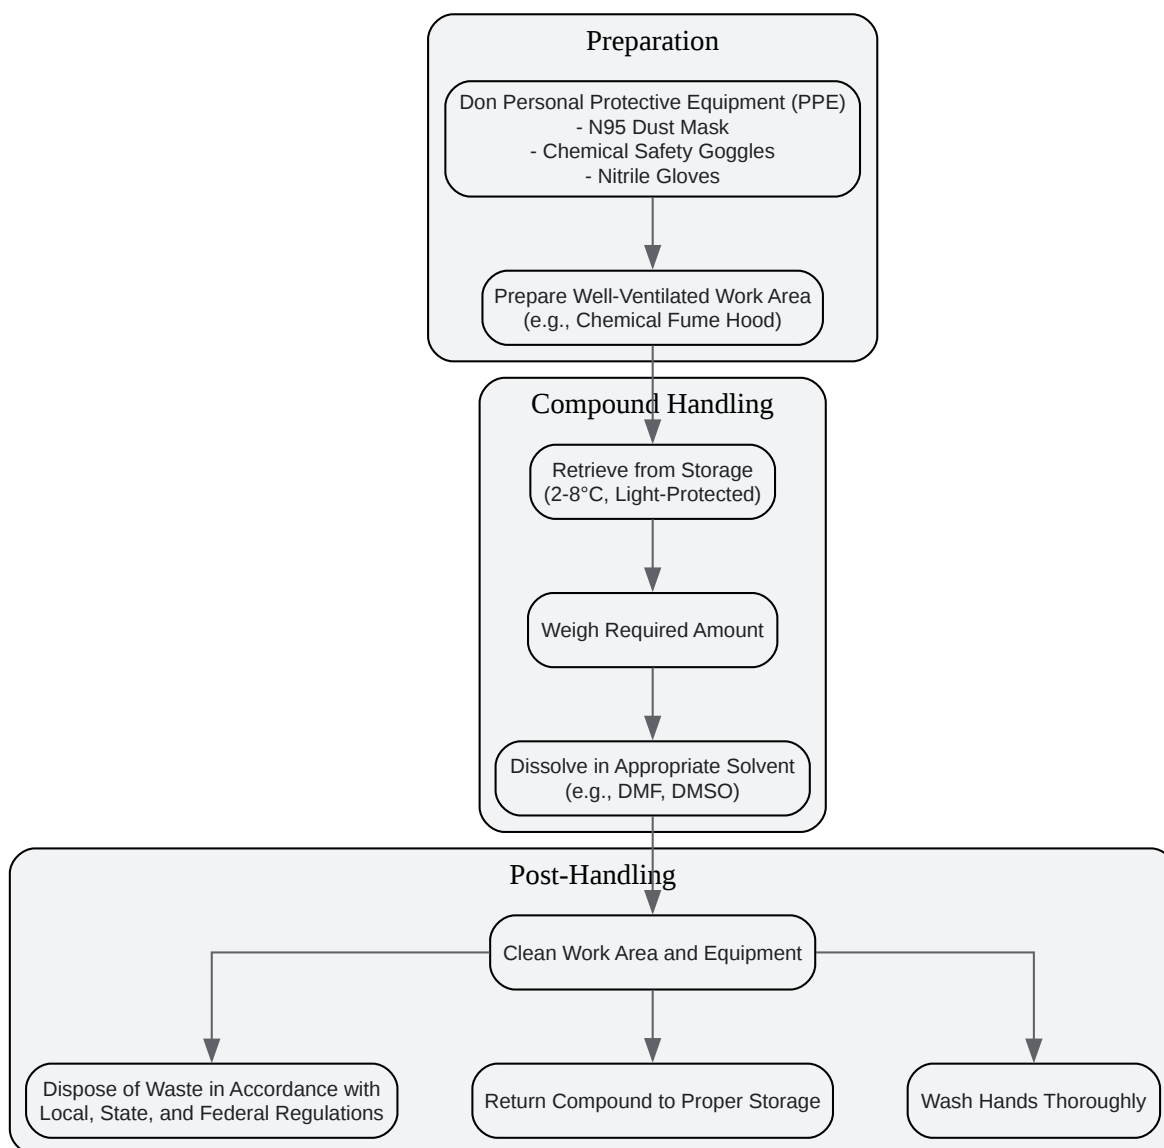 Preparation
Don Personal Protective Equipment (PPE)
- N95 Dust Mask
- Chemical Safety Goggles
- Nitrile Gloves
Prepare Well-Ventilated Work Area
(e.g., Chemical Fume Hood)
Compound Handling
Retrieve from Storage
(2-8°C, Light-Protected)
Weigh Required Amount
Dissolve in Appropriate Solvent
(e.g., DMF, DMSO)
Post-Handling
Clean Work Area and Equipment
Dispose of Waste in Accordance with
Local, State, and Federal Regulations
Return Compound to Proper Storage
Wash Hands Thoroughly